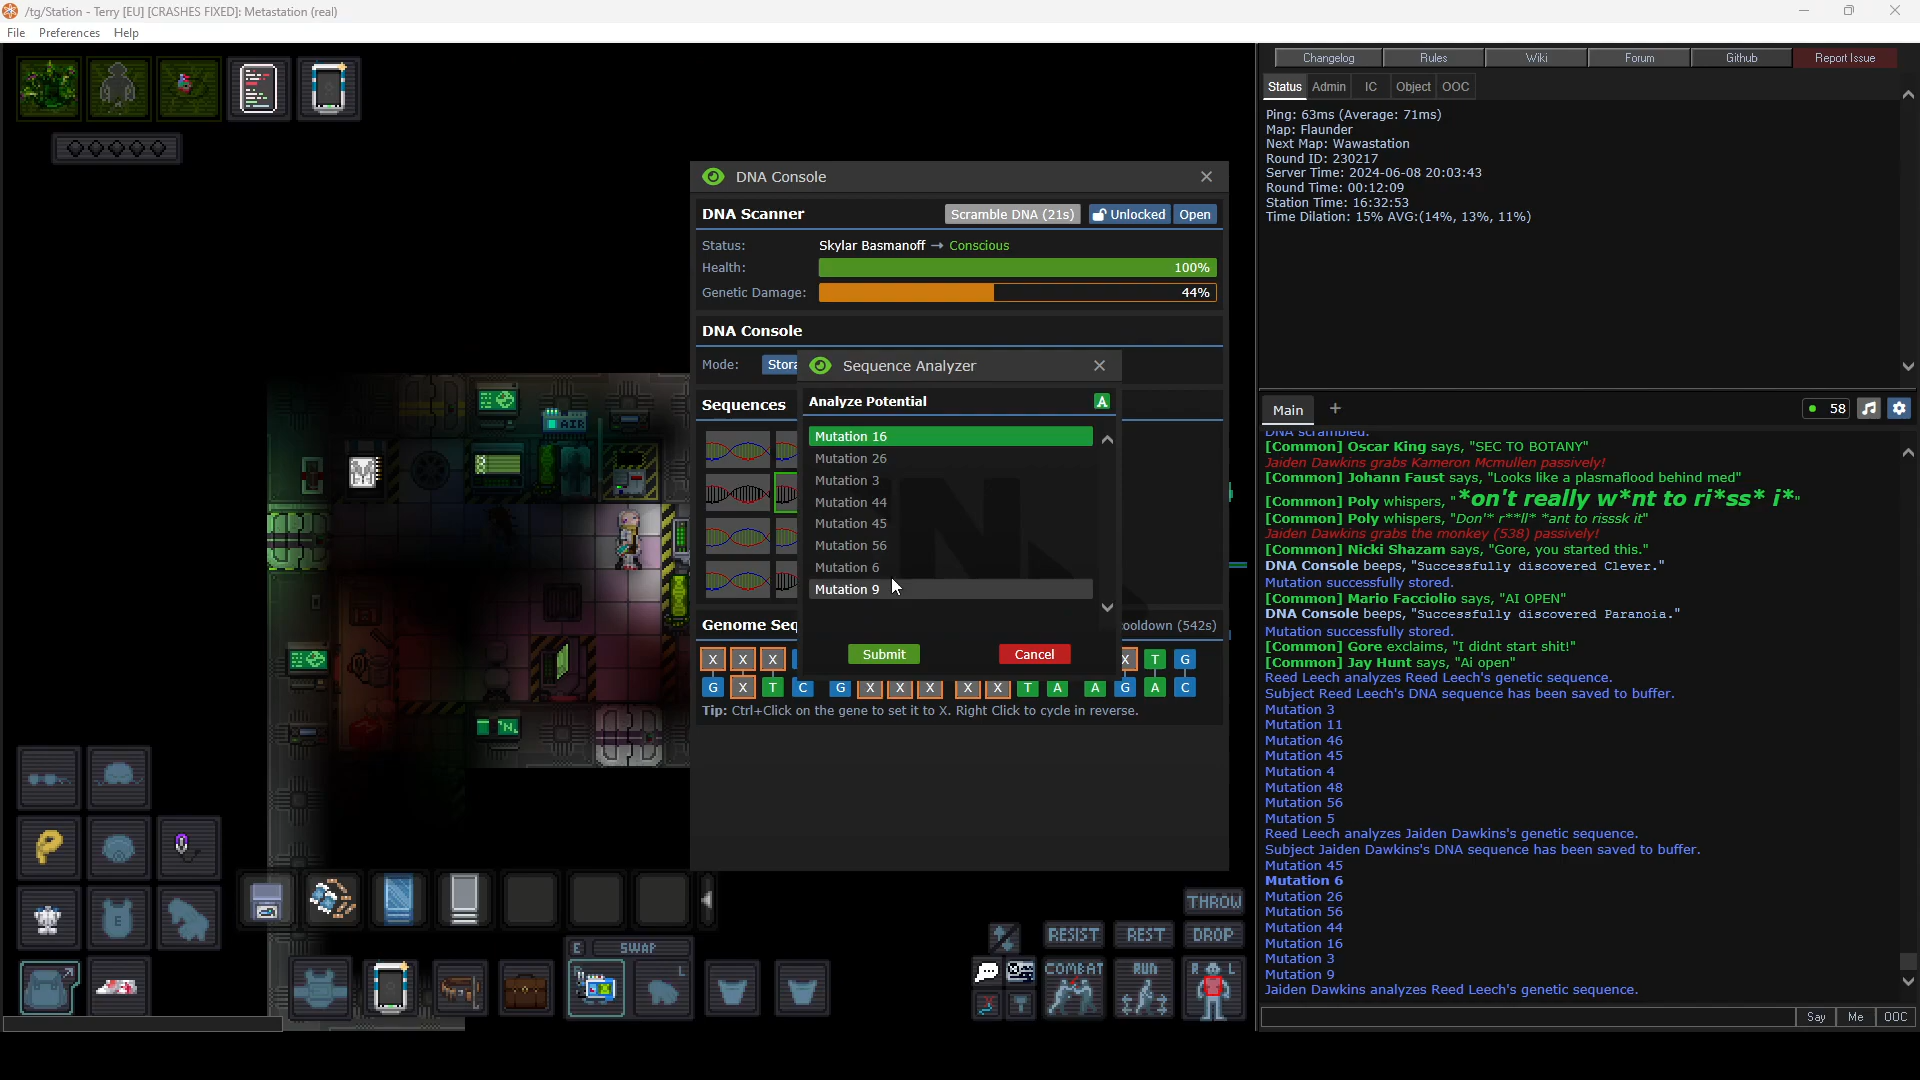 /tg/Station - Terry [EU] [CRASHES FIXED]: Metastation (real)
File Preferences Help
Changelog Rules Wiki Forum Github Report Issue
Status Admin IC Object OOC
Ping: 63ms (Average: 71ms)
Map: Flaunder
Next Map: Wawastation
Round ID: 230217
Server Time: 2024-06-08 20:03:43
Round Time: 00:12:09
Station Time: 16:32:53
Time Dilation: 15% AVG:(14%, 13%, 11%)
DNA Console
DNA Scanner
Scramble DNA (21s) Unlocked Open
Status: Skylar Basmanoff → Conscious
Health: 100%
Genetic Damage: 44%
DNA Console
Mode: Stora
Sequences
Genome Seq
ooldown (542s)
X X X X T G
G X T C G X X X X X T A A G A C
Tip: Ctrl+Click on the gene to set it to X. Right Click to cycle in reverse.
Sequence Analyzer
Analyze Potential A
Mutation 16
Mutation 26
Mutation 3
Mutation 44
Mutation 45
Mutation 56
Mutation 6
Mutation 9
Submit Cancel
Main + 58
DNA scrambled.
[Common] Oscar King says, "SEC TO BOTANY"
Jaiden Dawkins grabs Kameron Mcmullen passively!
[Common] Johann Faust says, "Looks like a plasmaflood behind med"
[Common] Poly whispers, "*on't really w*nt to ri*ss* i*"
[Common] Poly whispers, "Don'* r**ll* *ant to risssk it"
Jaiden Dawkins grabs the monkey (538) passively!
[Common] Nicki Shazam says, "Gore, you started this."
DNA Console beeps, "Successfully discovered Clever."
Mutation successfully stored.
[Common] Mario Facciolio says, "AI OPEN"
DNA Console beeps, "Successfully discovered Paranoia."
Mutation successfully stored.
[Common] Gore exclaims, "I didnt start shit!"
[Common] Jay Hunt says, "Ai open"
Reed Leech analyzes Reed Leech's genetic sequence.
Subject Reed Leech's DNA sequence has been saved to buffer.
Mutation 3
Mutation 11
Mutation 46
Mutation 45
Mutation 4
Mutation 48
Mutation 56
Mutation 5
Reed Leech analyzes Jaiden Dawkins's genetic sequence.
Subject Jaiden Dawkins's DNA sequence has been saved to buffer.
Mutation 45
Mutation 6
Mutation 26
Mutation 56
Mutation 44
Mutation 16
Mutation 3
Mutation 9
Jaiden Dawkins analyzes Reed Leech's genetic sequence.
Say Me OOC
AIR
E SWAP
R L
THROW
RESIST REST DROP
COMBAT RUN R L